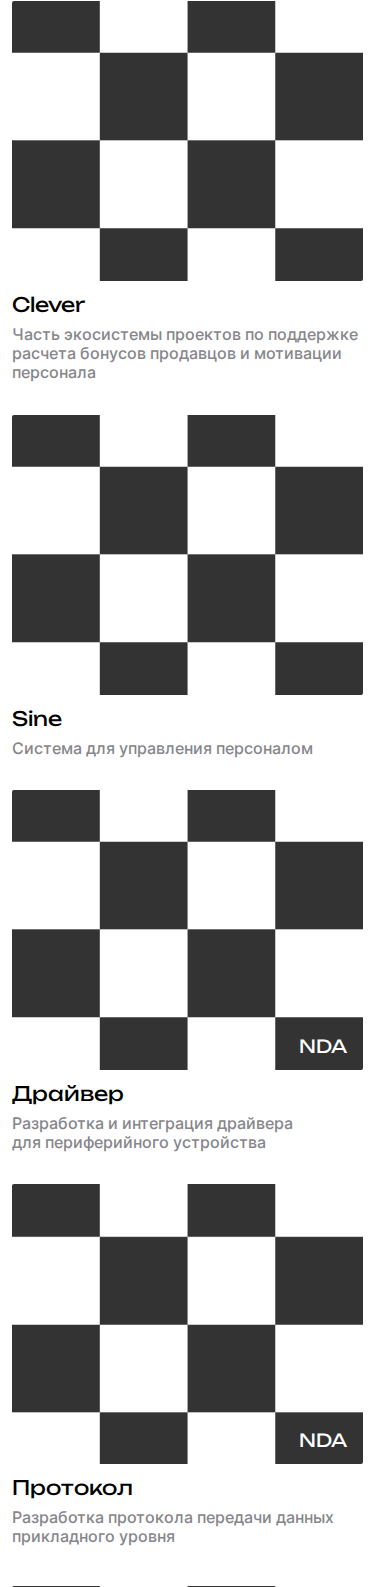 Clever
Часть экосистемы проектов по поддержке
расчета бонусов продавцов и мотивации
персонала
Sine
Система для управления персоналом
NDA
Драйвер
Разработка и интеграция драйвера
для периферийного устройства
NDA
Протокол
Разработка протокола передачи данных
прикладного уровня